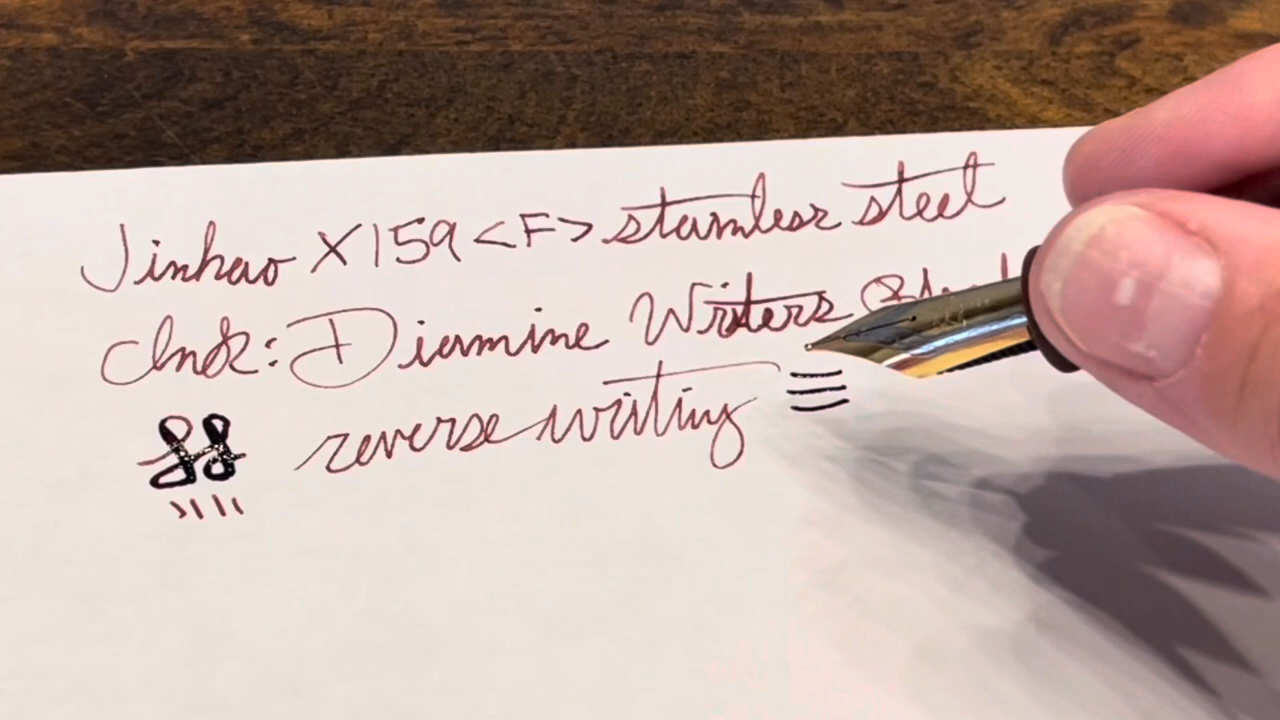 Jinhao X159 <F> stainless steel
Ink: Diamine Writers
reverse writing